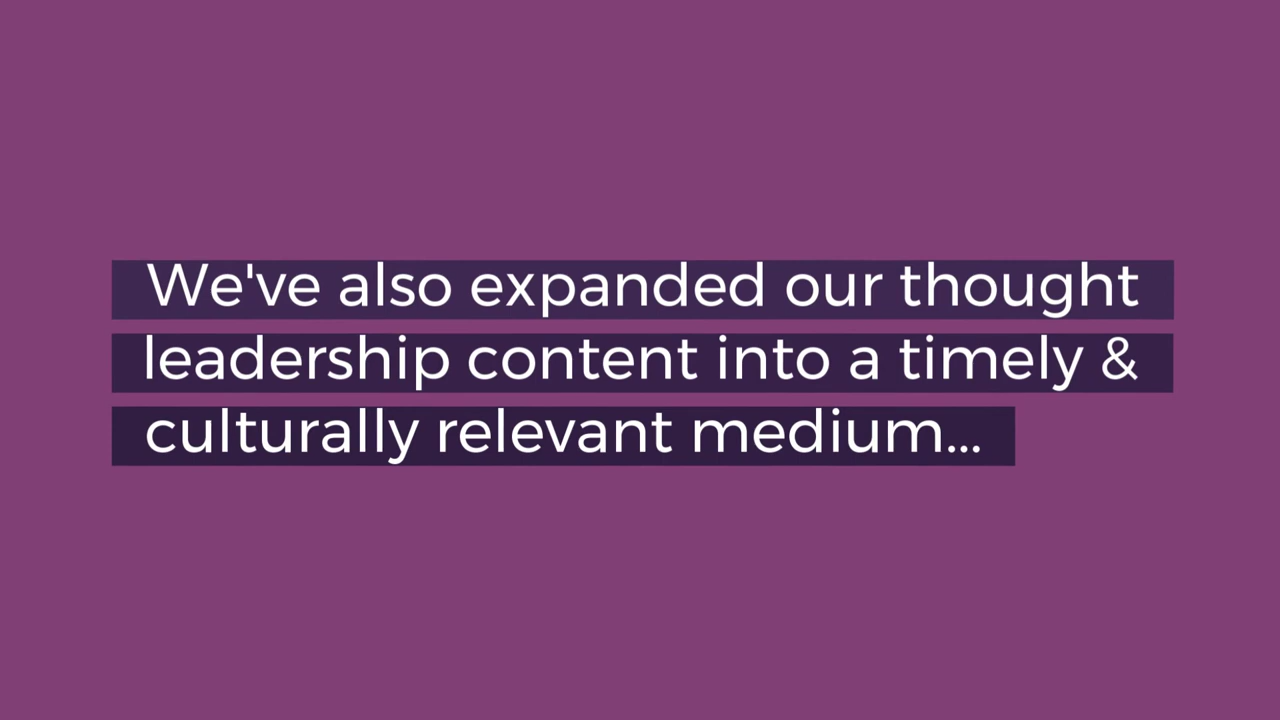 We've also expanded our thought
leadership content into a timely &
culturally relevant medium...